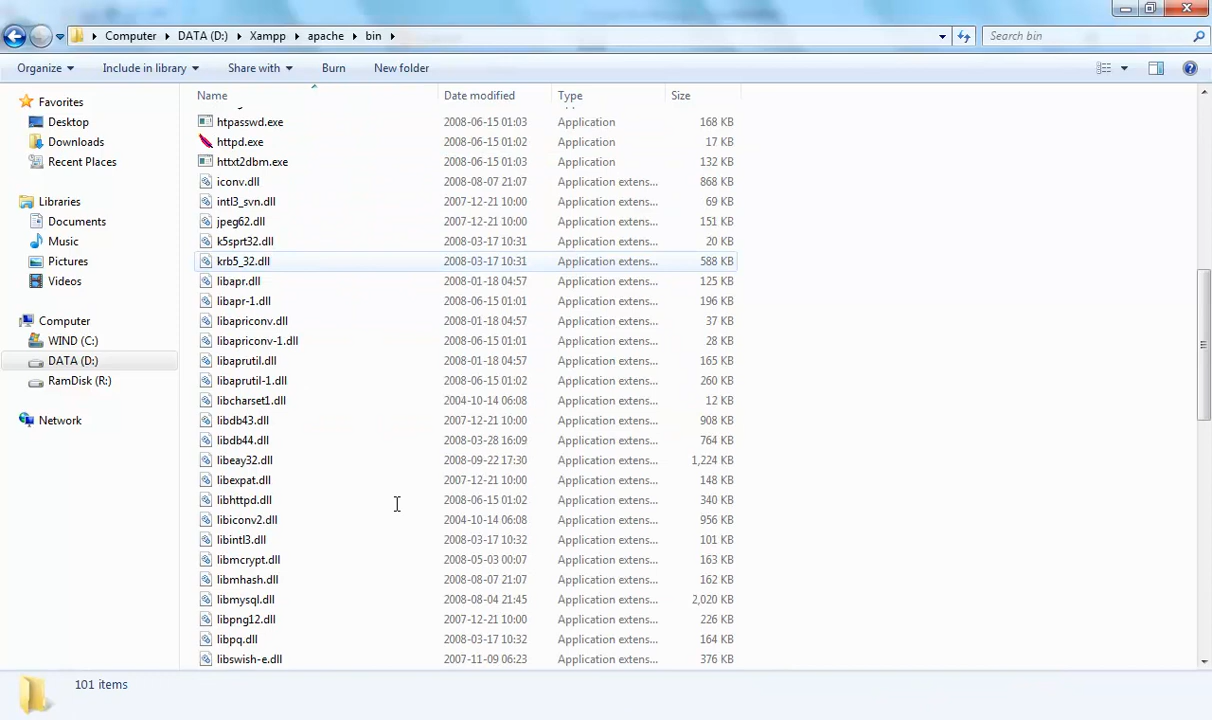 Computer DATA (D:) Xampp apache bin
Search bin
Organize Include in library Share with Burn New folder
Name Date modified Type Size
Favorites
Desktop
Downloads
Recent Places
Libraries
Documents
Music
Pictures
Videos
Computer
WIND (C:)
DATA (D:)
RamDisk (R:)
Network
htpasswd.exe 2008-06-15 01:03 Application 168 KB
httpd.exe 2008-06-15 01:02 Application 17 KB
httxt2dbm.exe 2008-06-15 01:03 Application 132 KB
iconv.dll 2008-08-07 21:07 Application extens... 868 KB
intl3_svn.dll 2007-12-21 10:00 Application extens... 69 KB
jpeg62.dll 2007-12-21 10:00 Application extens... 151 KB
k5sprt32.dll 2008-03-17 10:31 Application extens... 20 KB
krb5_32.dll 2008-03-17 10:31 Application extens... 588 KB
libapr.dll 2008-01-18 04:57 Application extens... 125 KB
libapr-1.dll 2008-06-15 01:01 Application extens... 196 KB
libapriconv.dll 2008-01-18 04:57 Application extens... 37 KB
libapriconv-1.dll 2008-06-15 01:01 Application extens... 28 KB
libaprutil.dll 2008-01-18 04:57 Application extens... 165 KB
libaprutil-1.dll 2008-06-15 01:02 Application extens... 260 KB
libcharset1.dll 2004-10-14 06:08 Application extens... 12 KB
libdb43.dll 2007-12-21 10:00 Application extens... 908 KB
libdb44.dll 2008-03-28 16:09 Application extens... 764 KB
libeay32.dll 2008-09-22 17:30 Application extens... 1,224 KB
libexpat.dll 2007-12-21 10:00 Application extens... 148 KB
libhttpd.dll 2008-06-15 01:02 Application extens... 340 KB
libiconv2.dll 2004-10-14 06:08 Application extens... 956 KB
libintl3.dll 2008-03-17 10:32 Application extens... 101 KB
libmcrypt.dll 2008-05-03 00:07 Application extens... 163 KB
libmhash.dll 2008-08-07 21:07 Application extens... 162 KB
libmysql.dll 2008-08-04 21:45 Application extens... 2,020 KB
libpng12.dll 2007-12-21 10:00 Application extens... 226 KB
libpq.dll 2008-03-17 10:32 Application extens... 164 KB
libswish-e.dll 2007-11-09 06:23 Application extens... 376 KB
101 items